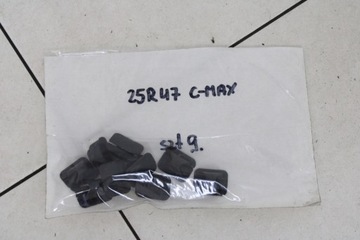 25R47 C-MAX
szt 9.